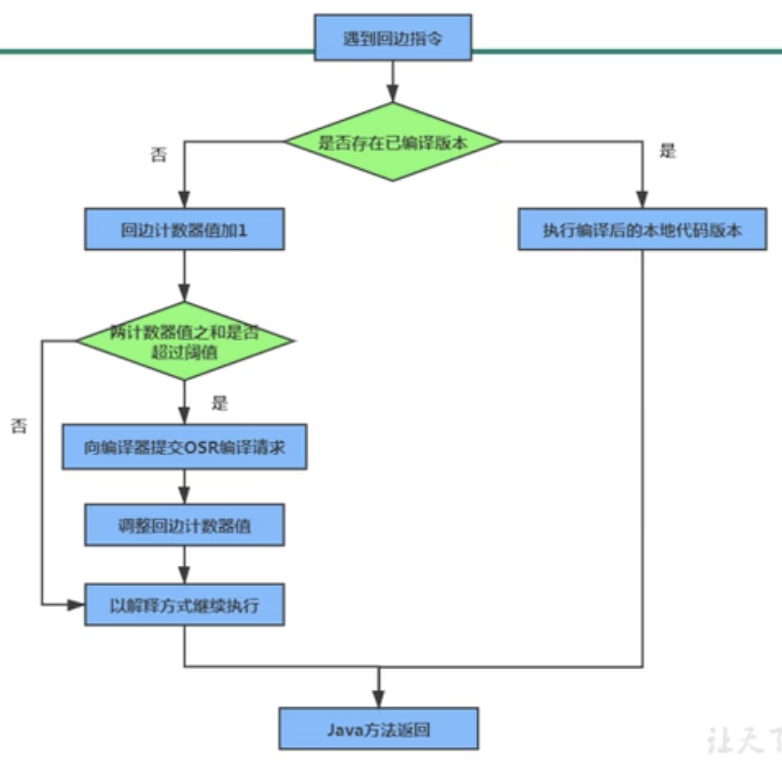 遇到回边指令
是否存在已编译版本
否
是
回边计数器值加1
执行编译后的本地代码版本
两计数器值之和是否
超过阈值
是
否
向编译器提交OSR编译请求
调整回边计数器值
以解释方式继续执行
Java方法返回
让天下